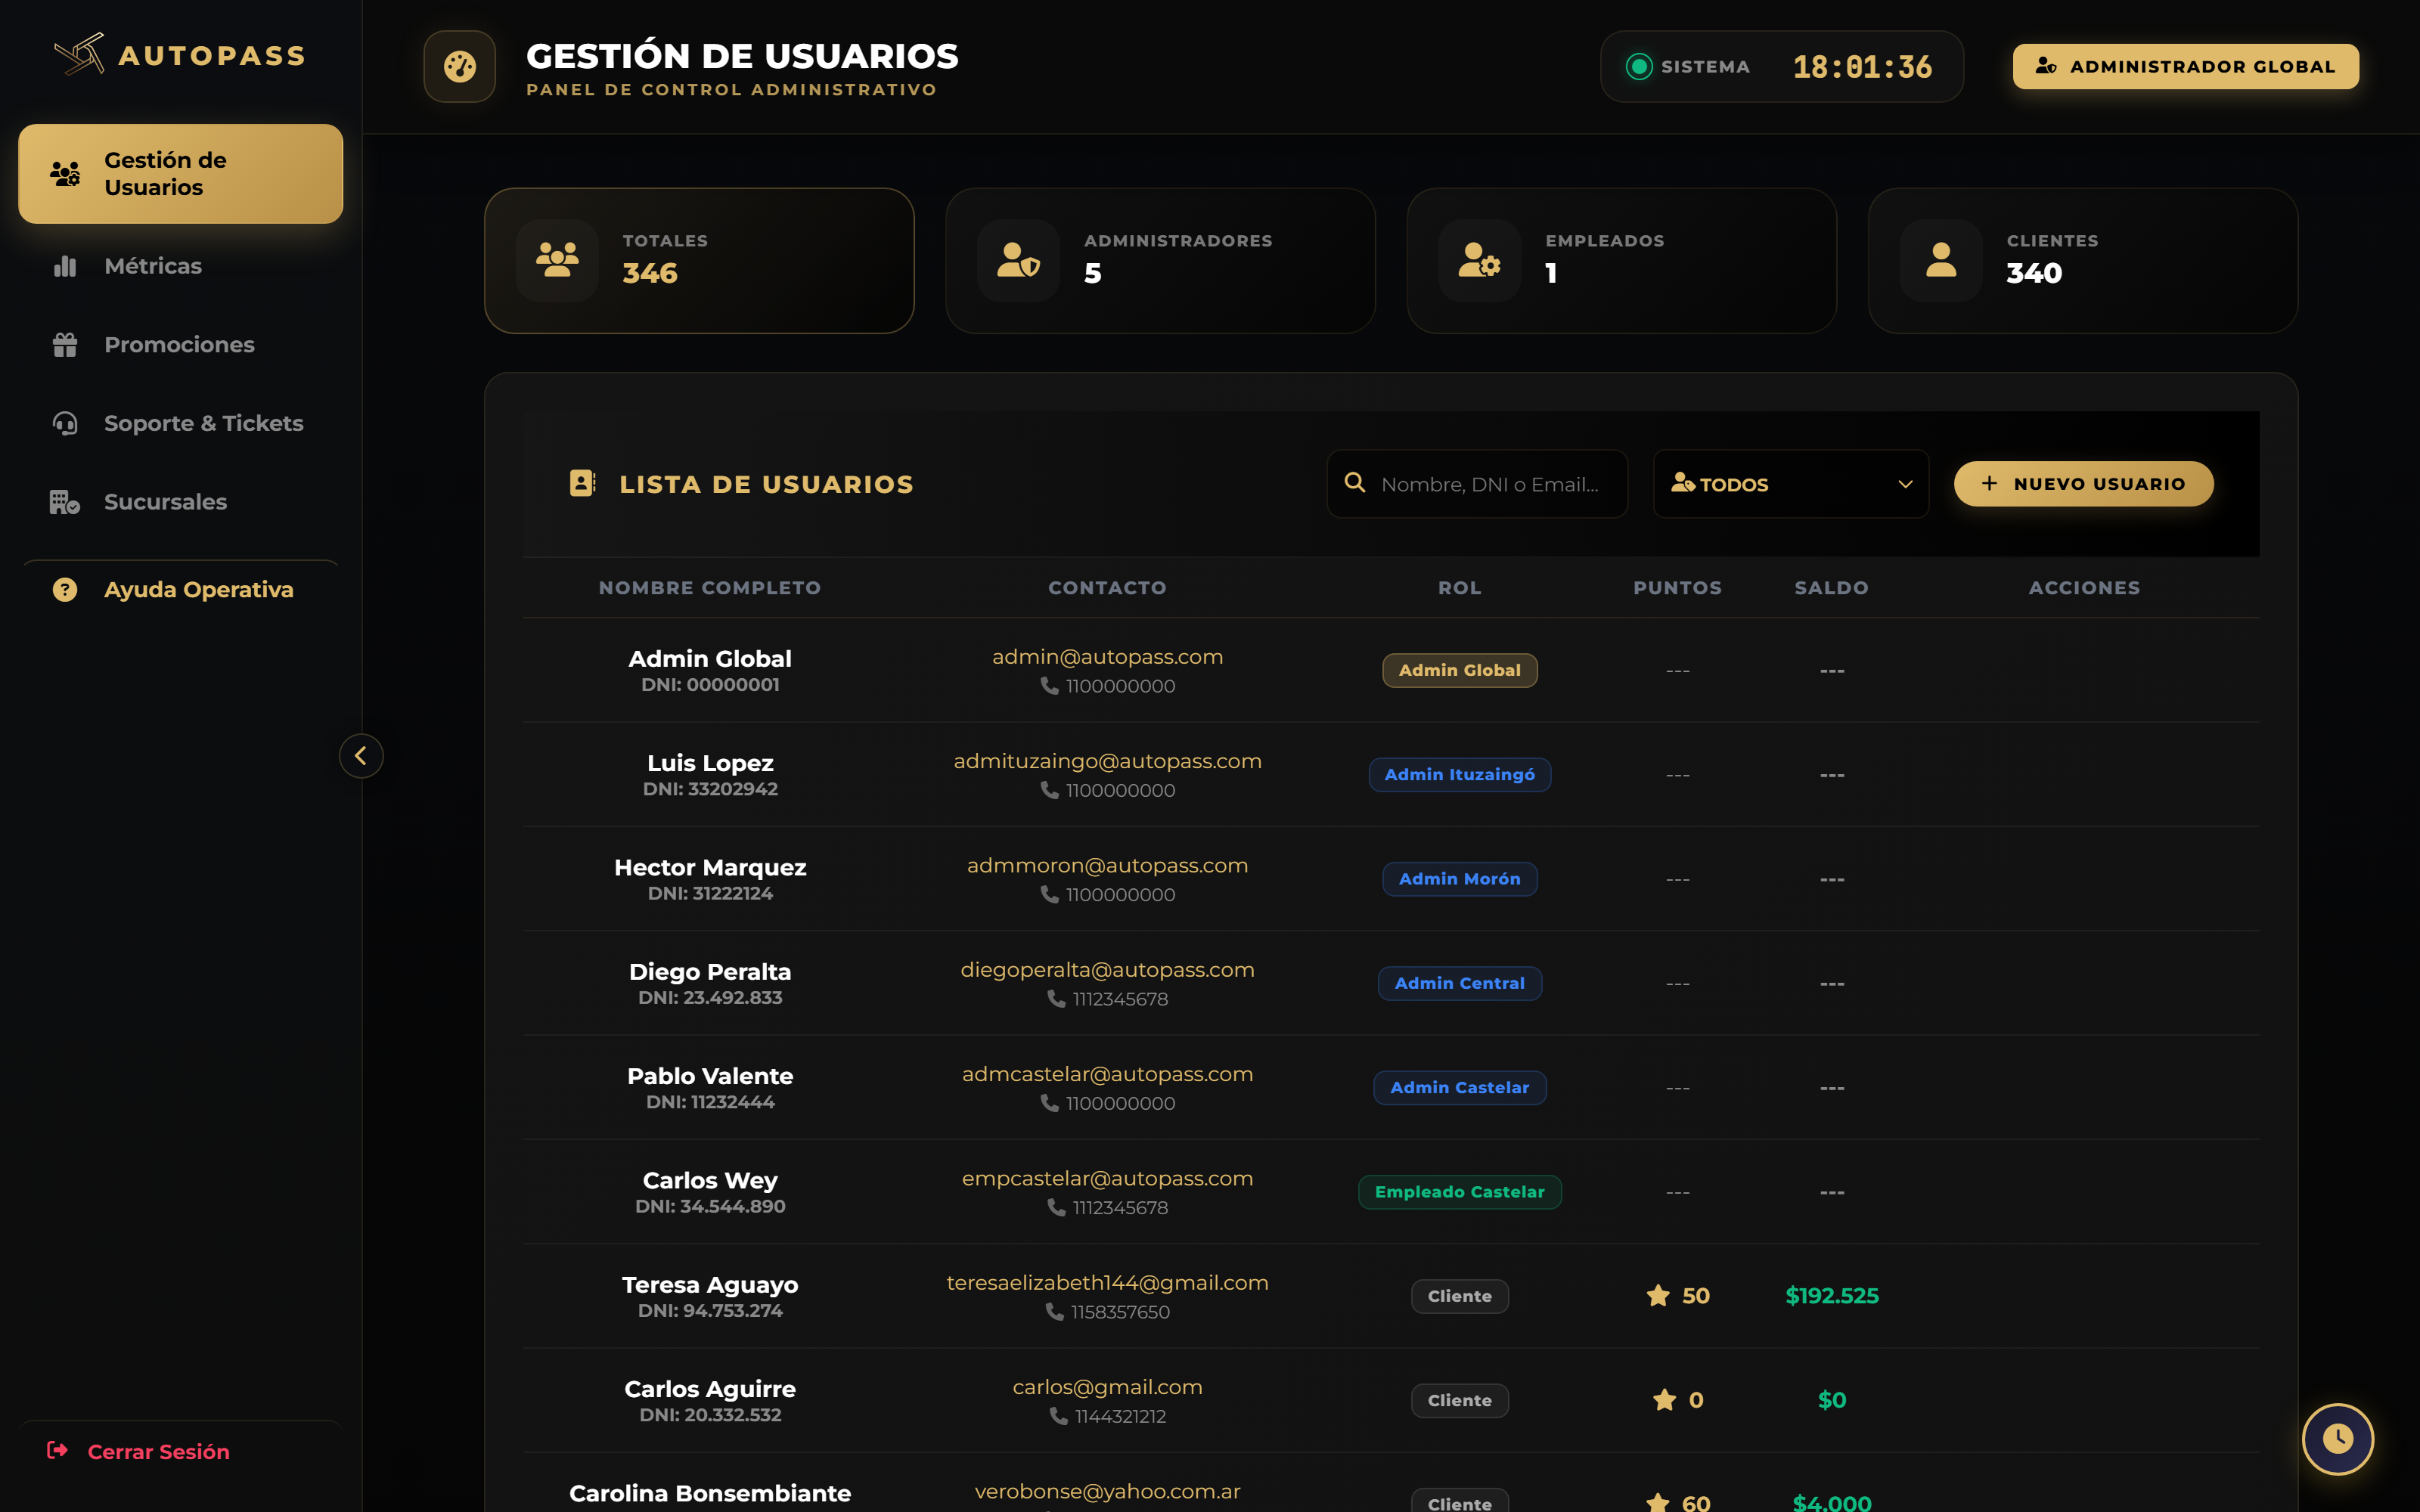 AUTOPASS
Gestión de
Usuarios
Métricas
Promociones
Soporte & Tickets
Sucursales
Ayuda Operativa
Cerrar Sesión
GESTIÓN DE USUARIOS
PANEL DE CONTROL ADMINISTRATIVO
SISTEMA 18:01:36
ADMINISTRADOR GLOBAL
TOTALES
346
ADMINISTRADORES
5
EMPLEADOS
1
CLIENTES
340
LISTA DE USUARIOS
Nombre, DNI o Email...
TODOS
NUEVO USUARIO
NOMBRE COMPLETO CONTACTO ROL PUNTOS SALDO ACCIONES
Admin Global
DNI: 00000001
admin@autopass.com
1100000000
Admin Global
---
---
Luis Lopez
DNI: 33202942
admituzaingo@autopass.com
1100000000
Admin Ituzaingó
---
---
Hector Marquez
DNI: 31222124
admmoron@autopass.com
1100000000
Admin Morón
---
---
Diego Peralta
DNI: 23.492.833
diegoperalta@autopass.com
1112345678
Admin Central
---
---
Pablo Valente
DNI: 11232444
admcastelar@autopass.com
1100000000
Admin Castelar
---
---
Carlos Wey
DNI: 34.544.890
empcastelar@autopass.com
1112345678
Empleado Castelar
---
---
Teresa Aguayo
DNI: 94.753.274
teresaelizabeth144@gmail.com
1158357650
Cliente
50
$192.525
Carlos Aguirre
DNI: 20.332.532
carlos@gmail.com
1144321212
Cliente
0
$0
Carolina Bonsembiante
verobonse@yahoo.com.ar
Cliente
60
$4.000